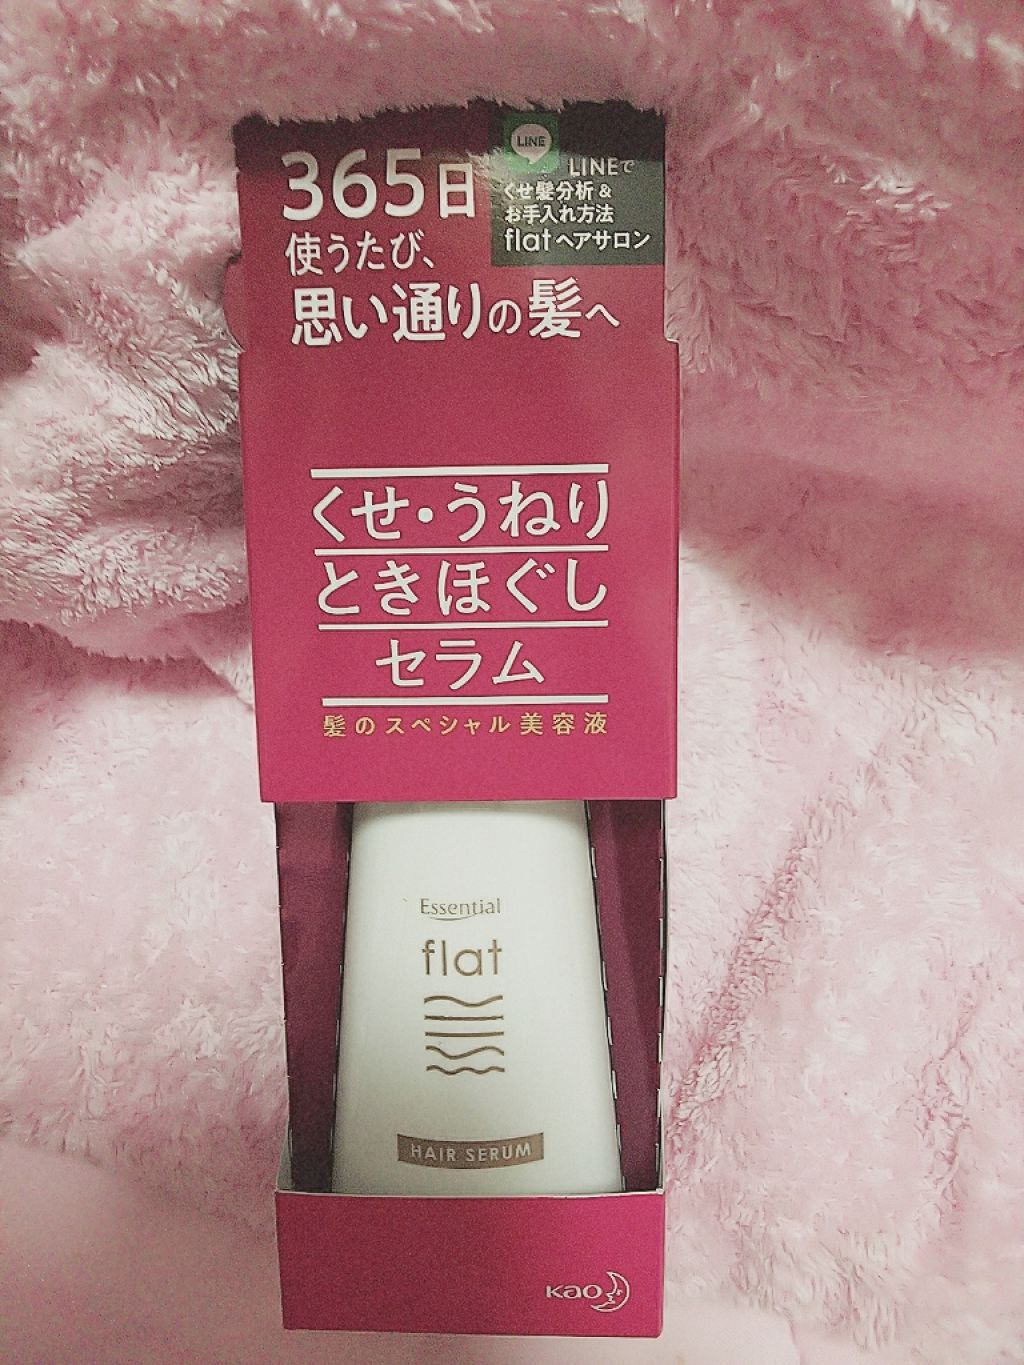 365日
使うたび、
思い通りの髪へ
LINE
LINEで
くせ髪分析&
お手入れ方法
flatヘアサロン
くせ・うねり
ときほぐし
セラム
髪のスペシャル美容液
Essential
flat
HAIR SERUM
Kao